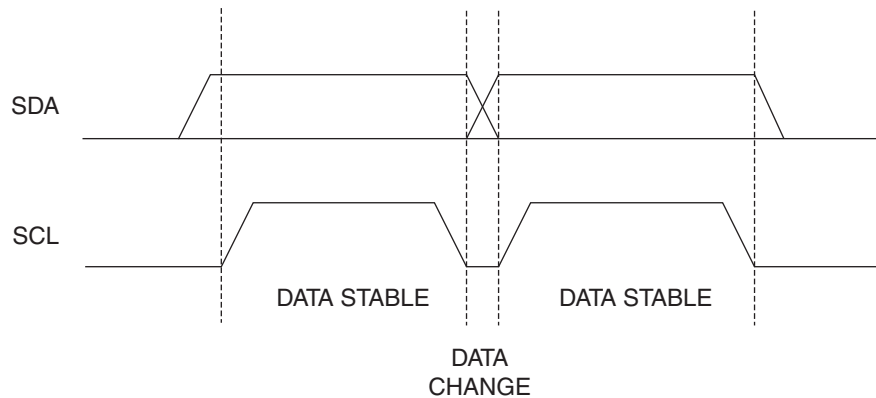 SDA
SCL
DATA STABLE DATA STABLE
DATA
CHANGE